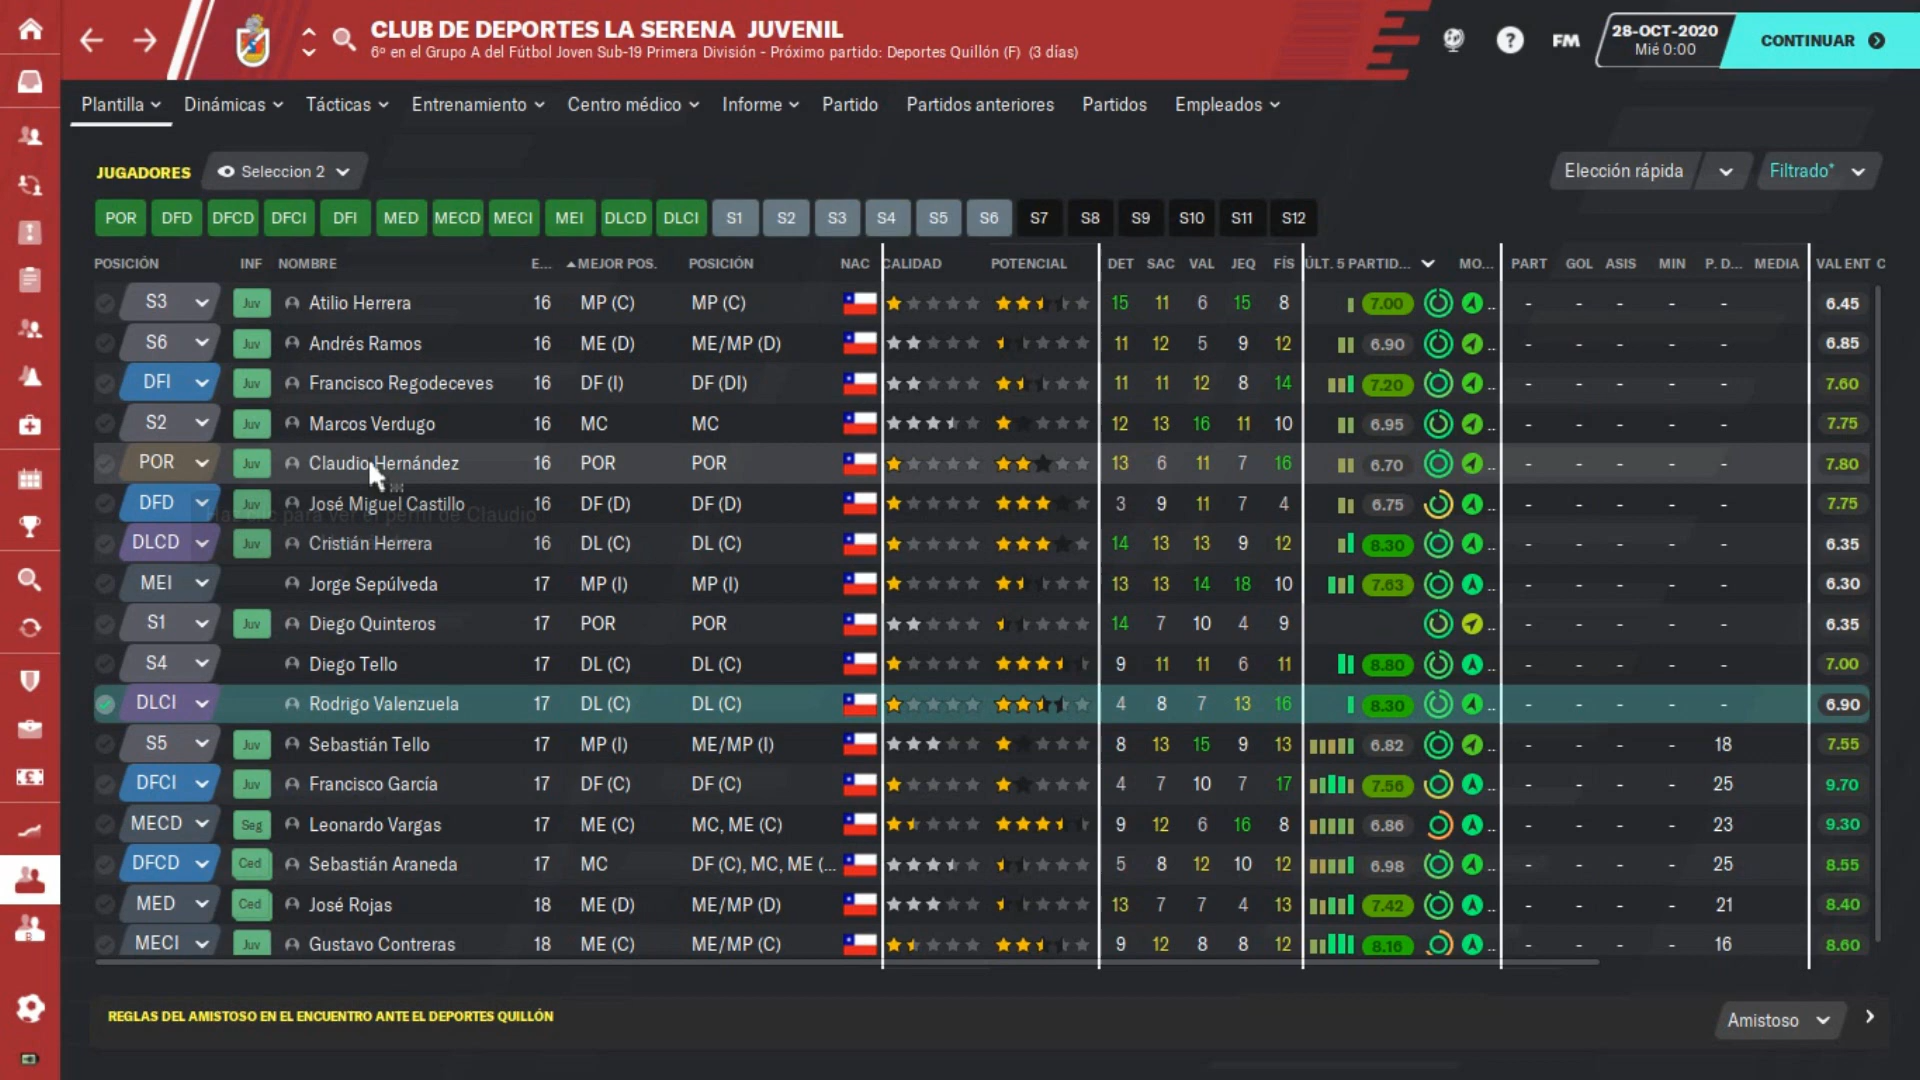 CLUB DE DEPORTES LA SERENA JUVENIL
6º en el Grupo A del Fútbol Joven Sub-19 Primera División - Próximo partido: Deportes Quillón (F) (3 días)
FM
28-OCT-2020
Mié 0:00
CONTINUAR
Plantilla Dinámicas Tácticas Entrenamiento Centro médico Informe Partido Partidos anteriores Partidos Empleados
JUGADORES Seleccion 2 Elección rápida Filtrado*
POR DFD DFCD DFCI DFI MED MECD MECI MEI DLCD DLCI S1 S2 S3 S4 S5 S6 S7 S8 S9 S10 S11 S12
POSICIÓN INF NOMBRE E... MEJOR POS. POSICIÓN NAC CALIDAD POTENCIAL DET SAC VAL JEQ FÍS ÚLT. 5 PARTID... MO... PART GOL ASIS MIN P. D... MEDIA VAL ENT C
S3 Juv Atilio Herrera 16 MP (C) MP (C) 15 11 6 15 8 7.00 .. - - - - - 6.45
S6 Juv Andrés Ramos 16 ME (D) ME/MP (D) 11 12 5 9 12 6.90 .. - - - - - 6.85
DFI Juv Francisco Regodeceves 16 DF (I) DF (DI) 11 11 12 8 14 7.20 .. - - - - - 7.60
S2 Juv Marcos Verdugo 16 MC MC 12 13 16 11 10 6.95 .. - - - - - 7.75
POR Juv Claudio Hernández 16 POR POR 13 6 11 7 16 6.70 .. - - - - - 7.80
DFD Juv José Miguel Castillo 16 DF (D) DF (D) 3 9 11 7 4 6.75 .. - - - - - 7.75
Haz clic para ver el perfil de Claudio
DLCD Juv Cristián Herrera 16 DL (C) DL (C) 14 13 13 9 12 8.30 .. - - - - - 6.35
MEI Jorge Sepúlveda 17 MP (I) MP (I) 13 13 14 18 10 7.63 .. - - - - - 6.30
S1 Juv Diego Quinteros 17 POR POR 14 7 10 4 9 .. - - - - - 6.35
S4 Diego Tello 17 DL (C) DL (C) 9 11 11 6 11 8.80 .. - - - - - 7.00
DLCI Rodrigo Valenzuela 17 DL (C) DL (C) 4 8 7 13 16 8.30 .. - - - - - 6.90
S5 Juv Sebastián Tello 17 MP (I) ME/MP (I) 8 13 15 9 13 6.82 .. - - - - 18 7.55
DFCI Juv Francisco García 17 DF (C) DF (C) 4 7 10 7 17 7.56 .. - - - - 25 9.70
MECD Seg Leonardo Vargas 17 ME (C) MC, ME (C) 9 12 6 16 8 6.86 .. - - - - 23 9.30
DFCD Ced Sebastián Araneda 17 MC DF (C), MC, ME (... 5 8 12 10 12 6.98 .. - - - - 25 8.55
MED Ced José Rojas 18 ME (D) ME/MP (D) 13 7 7 4 13 7.42 .. - - - - 21 8.40
MECI Juv Gustavo Contreras 18 ME (C) ME/MP (C) 9 12 8 8 12 8.16 .. - - - - 16 8.60
REGLAS DEL AMISTOSO EN EL ENCUENTRO ANTE EL DEPORTES QUILLÓN
Amistoso